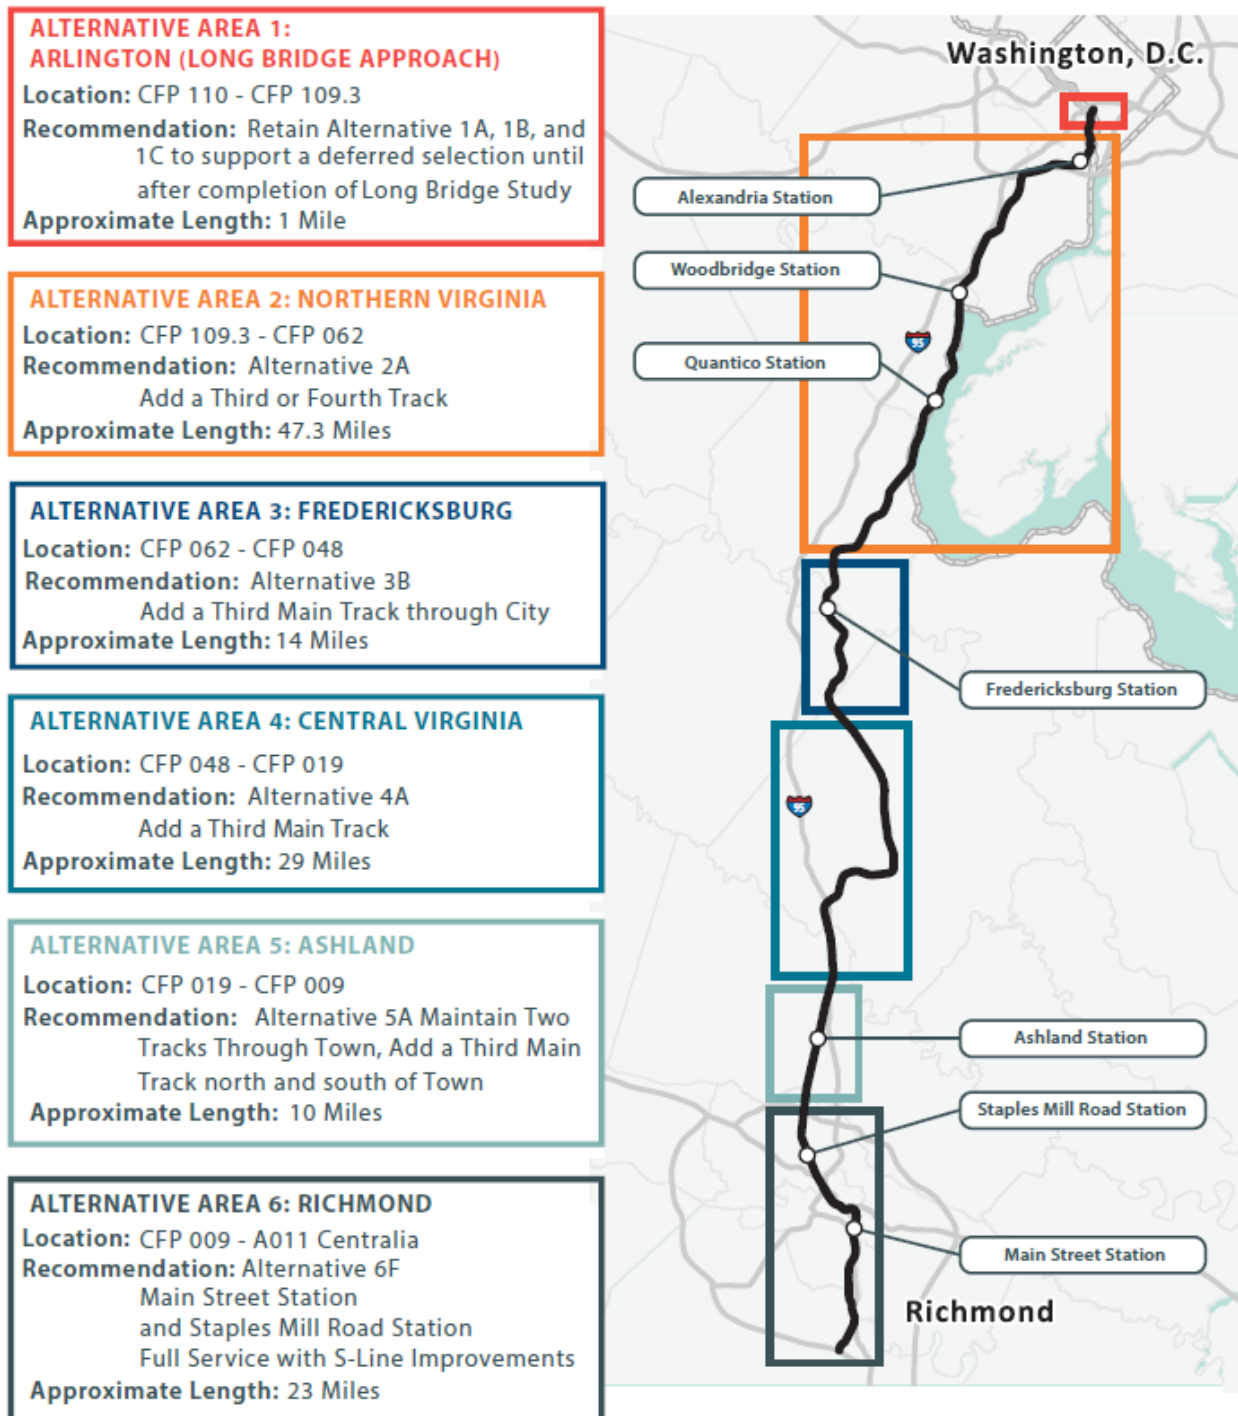 ALTERNATIVE AREA 1:
ARLINGTON (LONG BRIDGE APPROACH)
Location: CFP 110 - CFP 109.3
Recommendation: Retain Alternative 1A, 1B, and
1C to support a deferred selection until
after completion of Long Bridge Study
Approximate Length: 1 Mile
ALTERNATIVE AREA 2: NORTHERN VIRGINIA
Location: CFP 109.3 - CFP 062
Recommendation: Alternative 2A
Add a Third or Fourth Track
Approximate Length: 47.3 Miles
ALTERNATIVE AREA 3: FREDERICKSBURG
Location: CFP 062 - CFP 048
Recommendation: Alternative 3B
Add a Third Main Track through City
Approximate Length: 14 Miles
ALTERNATIVE AREA 4: CENTRAL VIRGINIA
Location: CFP 048 - CFP 019
Recommendation: Alternative 4A
Add a Third Main Track
Approximate Length: 29 Miles
ALTERNATIVE AREA 5: ASHLAND
Location: CFP 019 - CFP 009
Recommendation: Alternative 5A Maintain Two
Tracks Through Town, Add a Third Main
Track north and south of Town
Approximate Length: 10 Miles
ALTERNATIVE AREA 6: RICHMOND
Location: CFP 009 - A011 Centralia
Recommendation: Alternative 6F
Main Street Station
and Staples Mill Road Station
Full Service with S-Line Improvements
Approximate Length: 23 Miles
Washington, D.C.
Alexandria Station
Woodbridge Station
95
Quantico Station
Fredericksburg Station
95
Ashland Station
Staples Mill Road Station
Main Street Station
Richmond